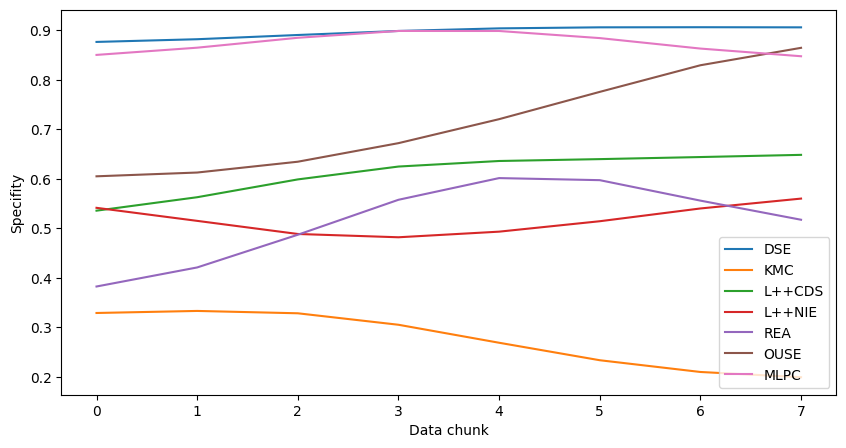 0.9
0.8
0.7
0.6
0.5
0.4
0.3
0.2
Specifity
0 1 2 3 4 5 6 7
Data chunk
DSE
KMC
L++CDS
L++NIE
REA
OUSE
MLPC